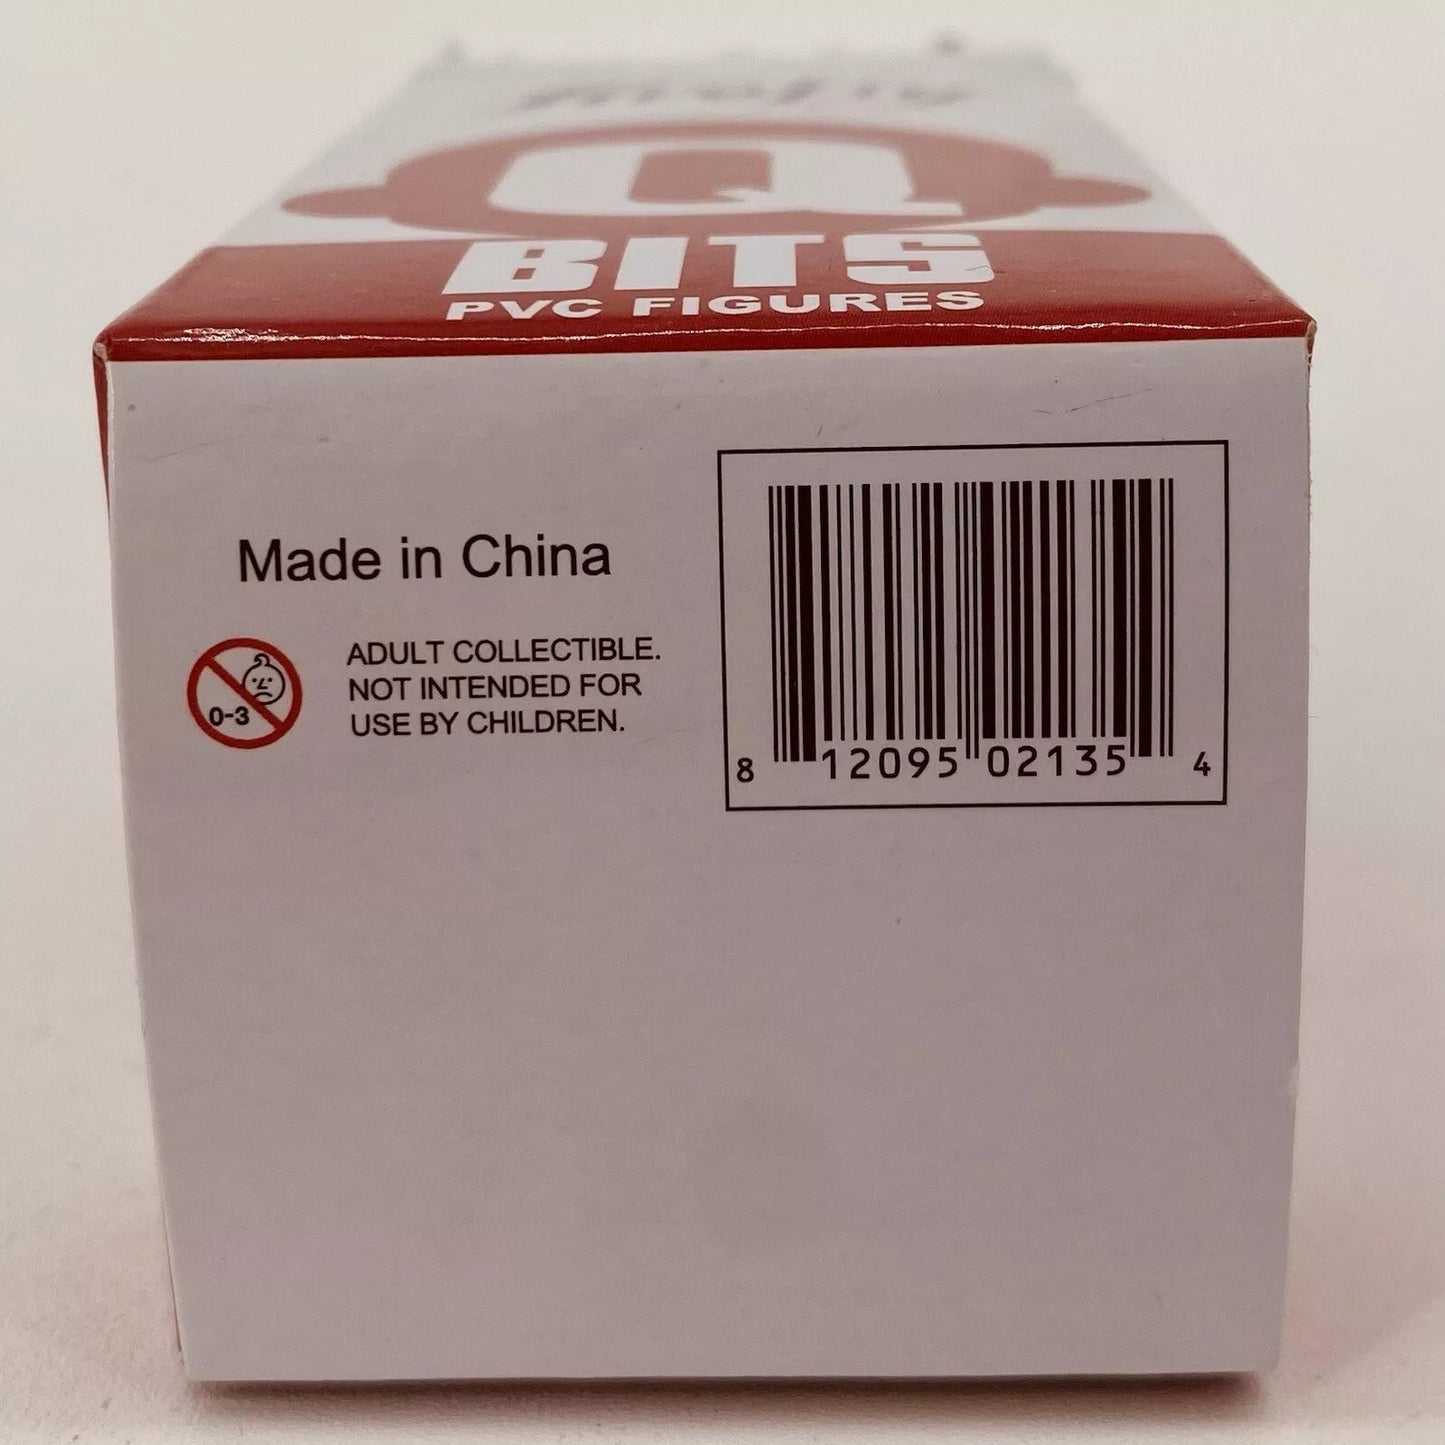 Q
BITS
PVC FIGURES
Made in China
0-3
ADULT COLLECTIBLE.
NOT INTENDED FOR
USE BY CHILDREN.
8 12095 02135 4